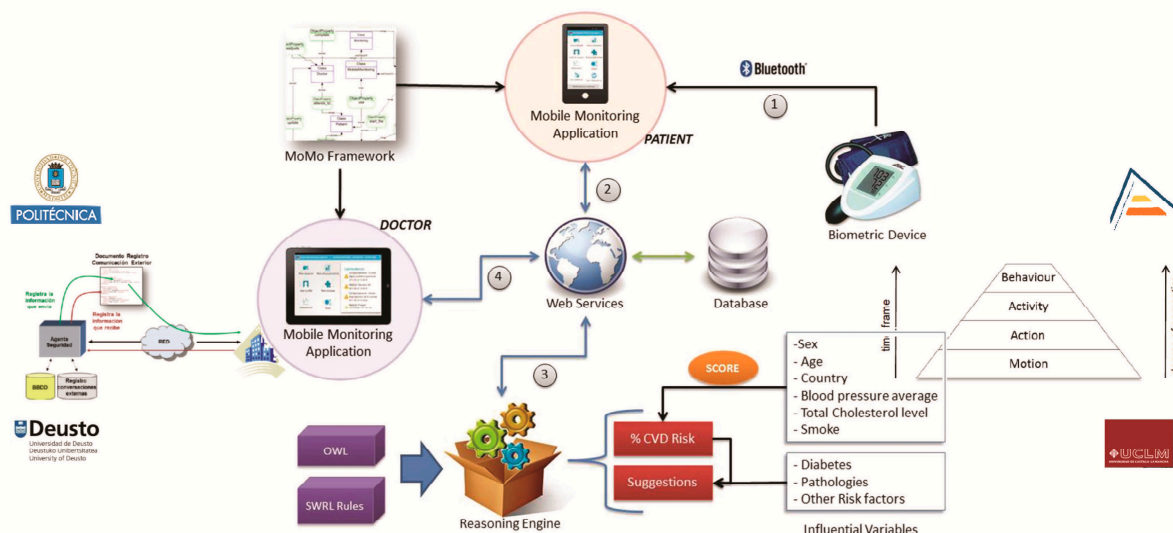 Bluetooth
1
Mobile Monitoring
Application
PATIENT
MoMo Framework
2
Biometric Device
POLITÉCNICA
DOCTOR
4
Web Services
Database
Mobile Monitoring
Application
Documento Registro
Comunicación Exterior
Registra la
información
que envía
Registra la
información
que recibe
Agente
Seguridad
RED
BBDD
Registro
conversaciones
externas
time frame
Behaviour
Activity
Action
Motion
3
SCORE
-Sex
- Age
- Country
- Blood pressure average
- Total Cholesterol level
- Smoke
Deusto
Universidad de Deusto
Deustuko Unibertsitatea
University of Deusto
OWL
SWRL Rules
Reasoning Engine
% CVD Risk
Suggestions
- Diabetes
- Pathologies
- Other Risk factors
Influential Variables
UCLM